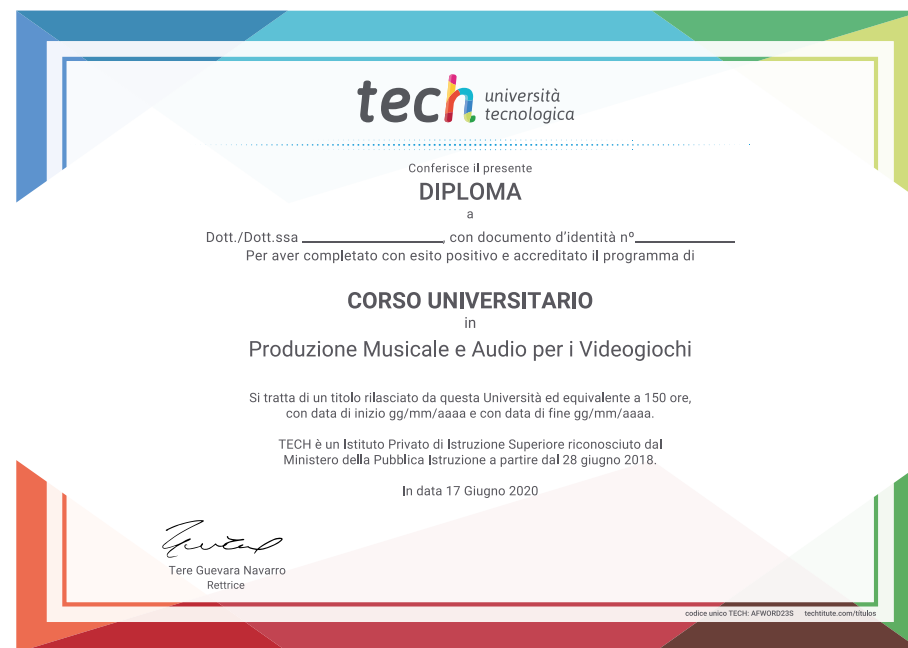 tech università
tecnologica
Conferisce il presente
DIPLOMA
a
Dott./Dott.ssa ____________________, con documento d'identità nº______________
Per aver completato con esito positivo e accreditato il programma di
CORSO UNIVERSITARIO
in
Produzione Musicale e Audio per i Videogiochi
Si tratta di un titolo rilasciato da questa Università ed equivalente a 150 ore,
con data di inizio gg/mm/aaaa e con data di fine gg/mm/aaaa.
TECH è un Istituto Privato di Istruzione Superiore riconosciuto dal
Ministero della Pubblica Istruzione a partire dal 28 giugno 2018.
In data 17 Giugno 2020
Tere Guevara Navarro
Rettrice
codice unico TECH: AFWORD23S techtitute.com/titulos